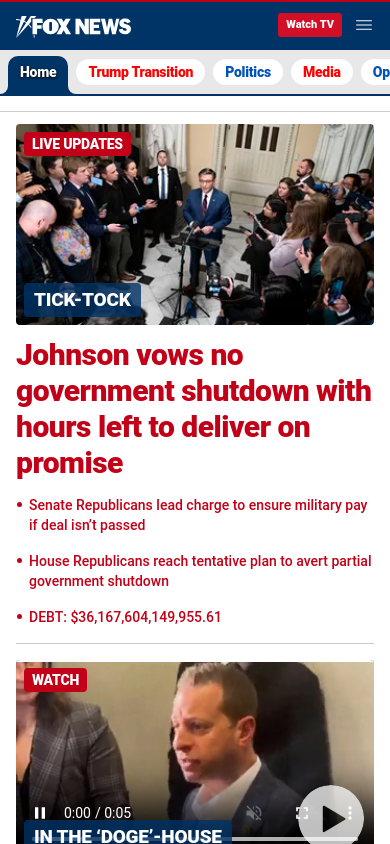 FOX NEWS
Watch TV
Home
Trump Transition
Politics
Media
Op
LIVE UPDATES
TICK-TOCK
Johnson vows no
government shutdown with
hours left to deliver on
promise
• Senate Republicans lead charge to ensure military pay
if deal isn’t passed
• House Republicans reach tentative plan to avert partial
government shutdown
• DEBT: $36,167,604,149,955.61
WATCH
0:00 / 0:05
IN THE ‘DOGE’-HOUSE